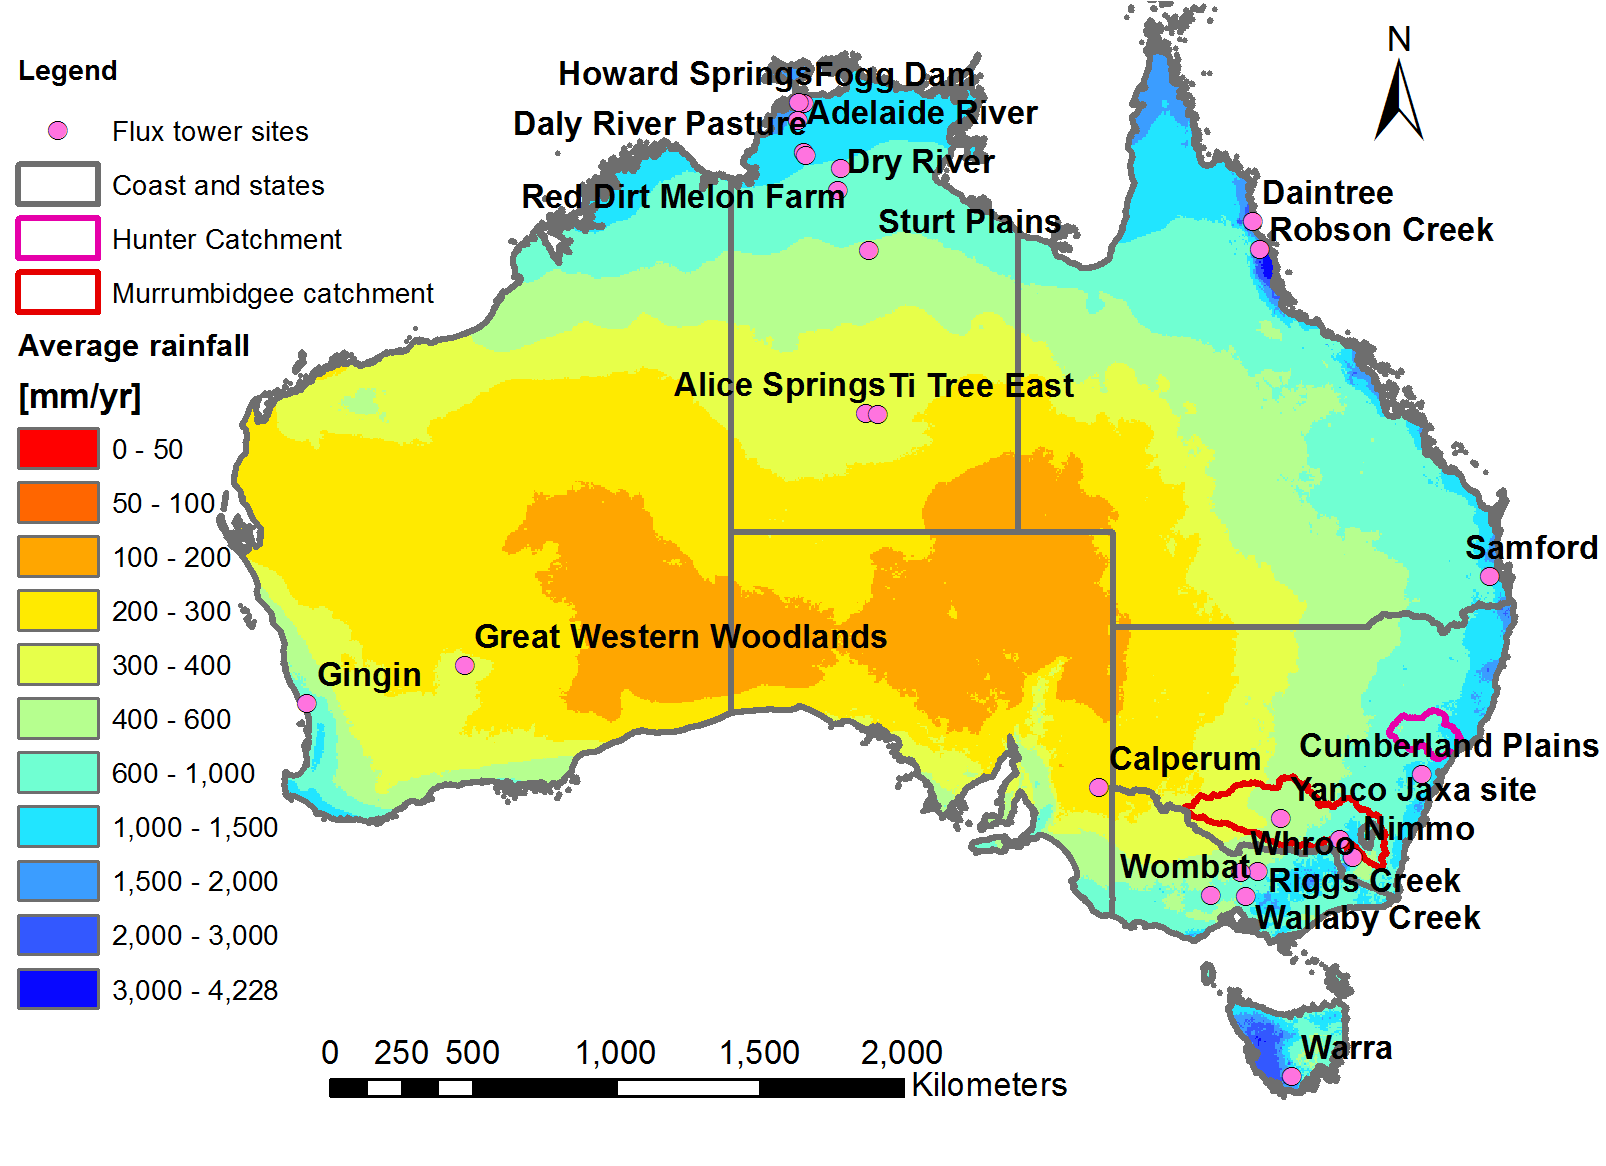 Legend
Flux tower sites
Coast and states
Hunter Catchment
Murrumbidgee catchment
Average rainfall
[mm/yr]
0 - 50
50 - 100
100 - 200
200 - 300
300 - 400
400 - 600
600 - 1,000
1,000 - 1,500
1,500 - 2,000
2,000 - 3,000
3,000 - 4,228
N
Howard Springs
Fogg Dam
Daly River Pasture
Adelaide River
Dry River
Red Dirt Melon Farm
Sturt Plains
Daintree
Robson Creek
Alice Springs
Ti Tree East
Samford
Great Western Woodlands
Gingin
Cumberland Plains
Calperum
Yanco Jaxa site
Nimmo
Whroo
Wombat
Riggs Creek
Wallaby Creek
Warra
0 250 500 1,000 1,500 2,000
Kilometers